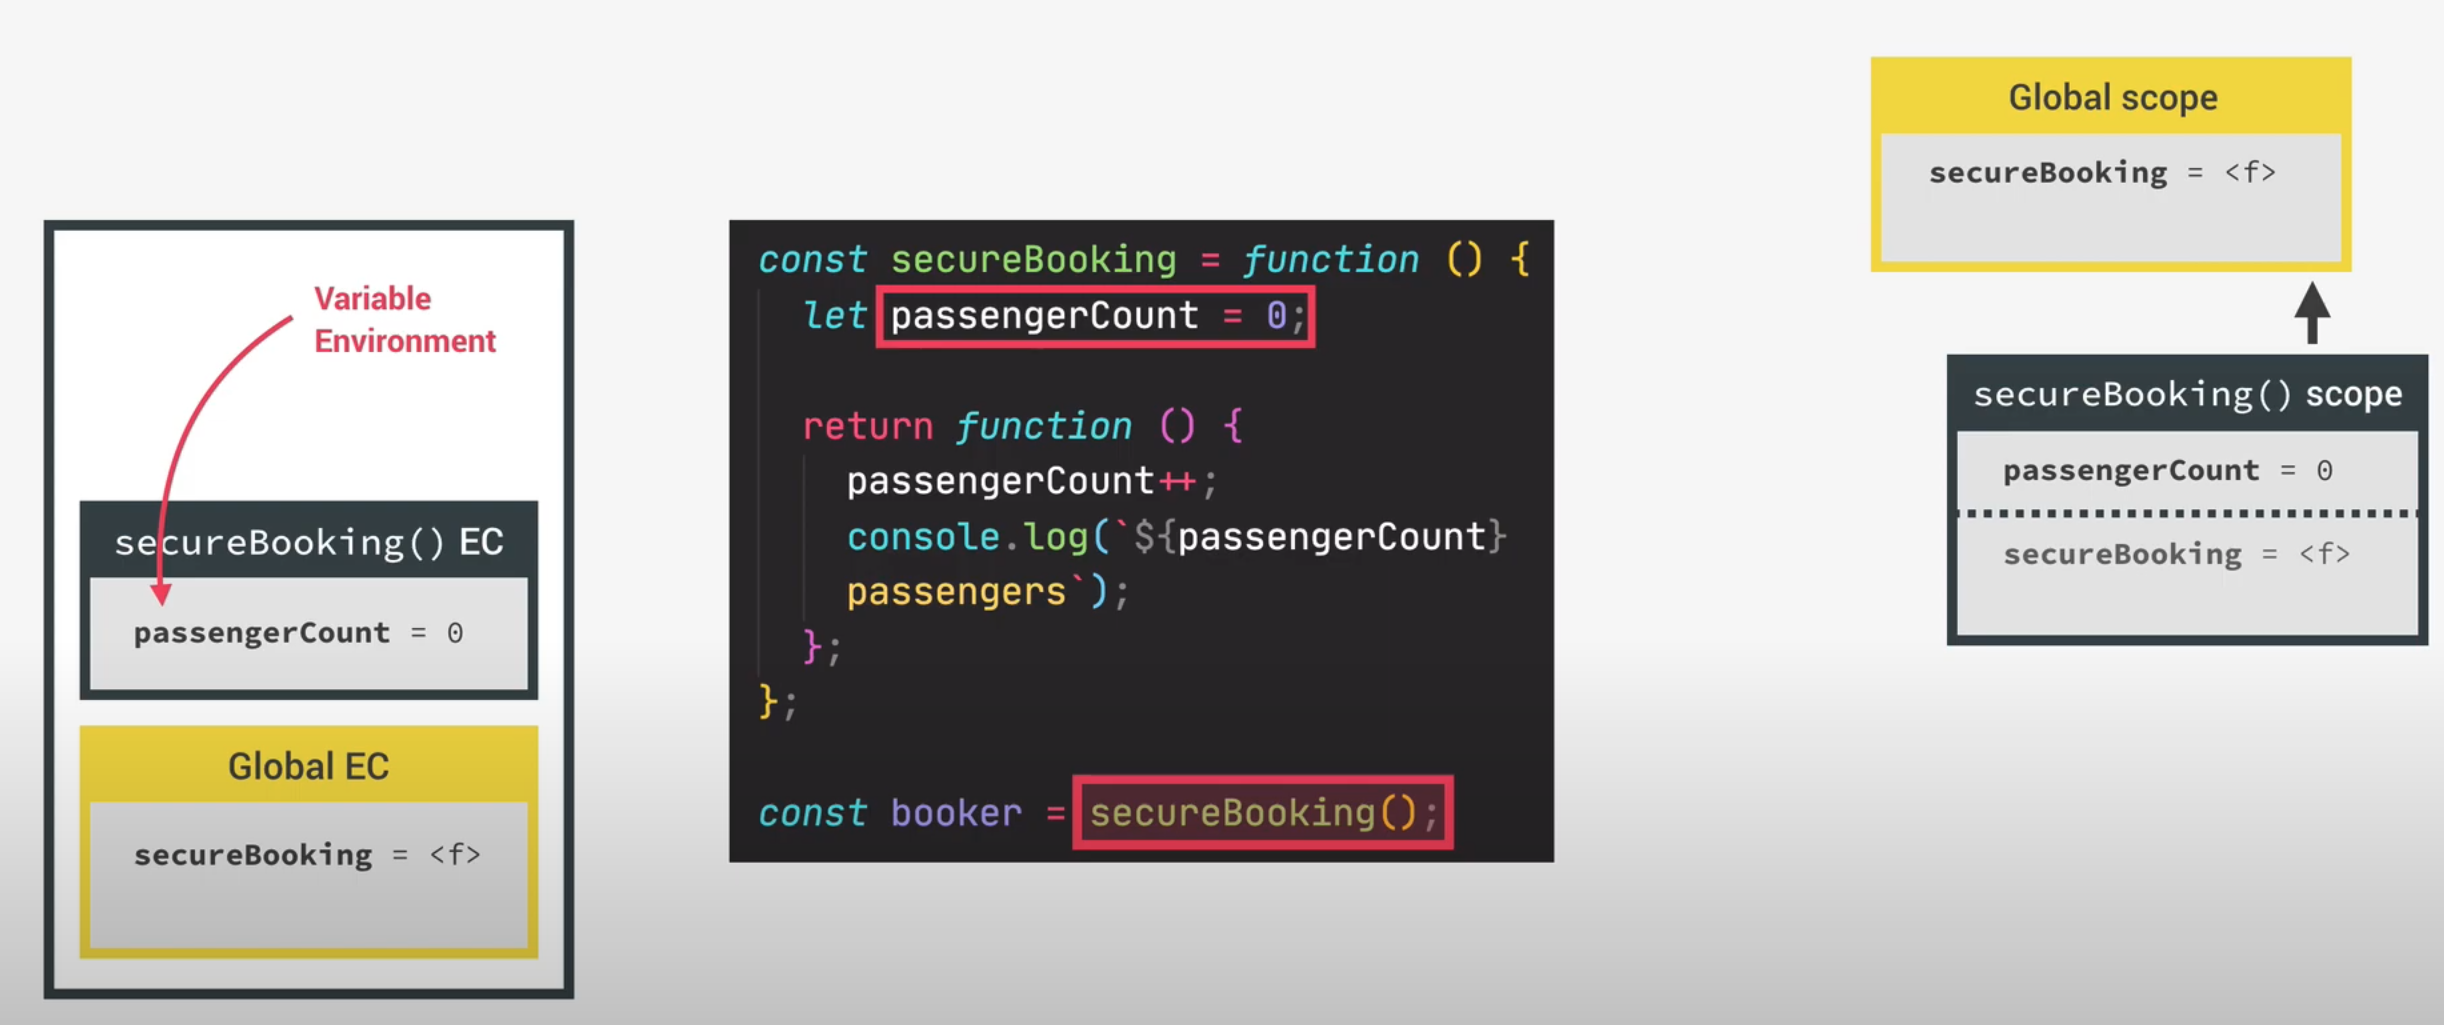 Variable
Environment
secureBooking() EC
passengerCount = 0
Global EC
secureBooking = <f>
const secureBooking = function () {
let passengerCount = 0;
return function () {
passengerCount++;
console.log(`${passengerCount}
passengers`);
};
};
const booker = secureBooking();
Global scope
secureBooking = <f>
secureBooking() scope
passengerCount = 0
secureBooking = <f>